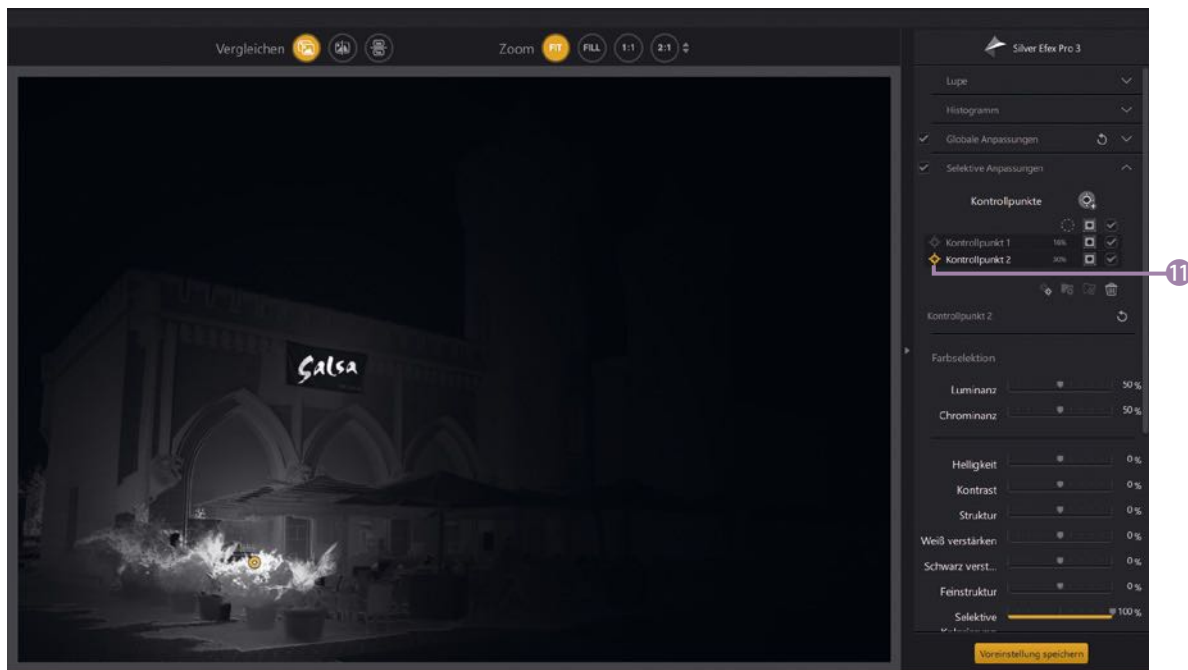 Vergleichen Zoom FIT FILL 1:1 2:1
Silver Efex Pro 3
Lupe
Histogramm
Globale Anpassungen
Selektive Anpassungen
Kontrollpunkte
Kontrollpunkt 1 16%
Kontrollpunkt 2 30%
11
Kontrollpunkt 2
Farbselektion
Luminanz 50 %
Chrominanz 50 %
Helligkeit 0 %
Kontrast 0 %
Struktur 0 %
Weiß verstärken 0 %
Schwarz verst... 0 %
Feinstruktur 0 %
Selektive 100 %
Voreinstellung speichern
Salsa